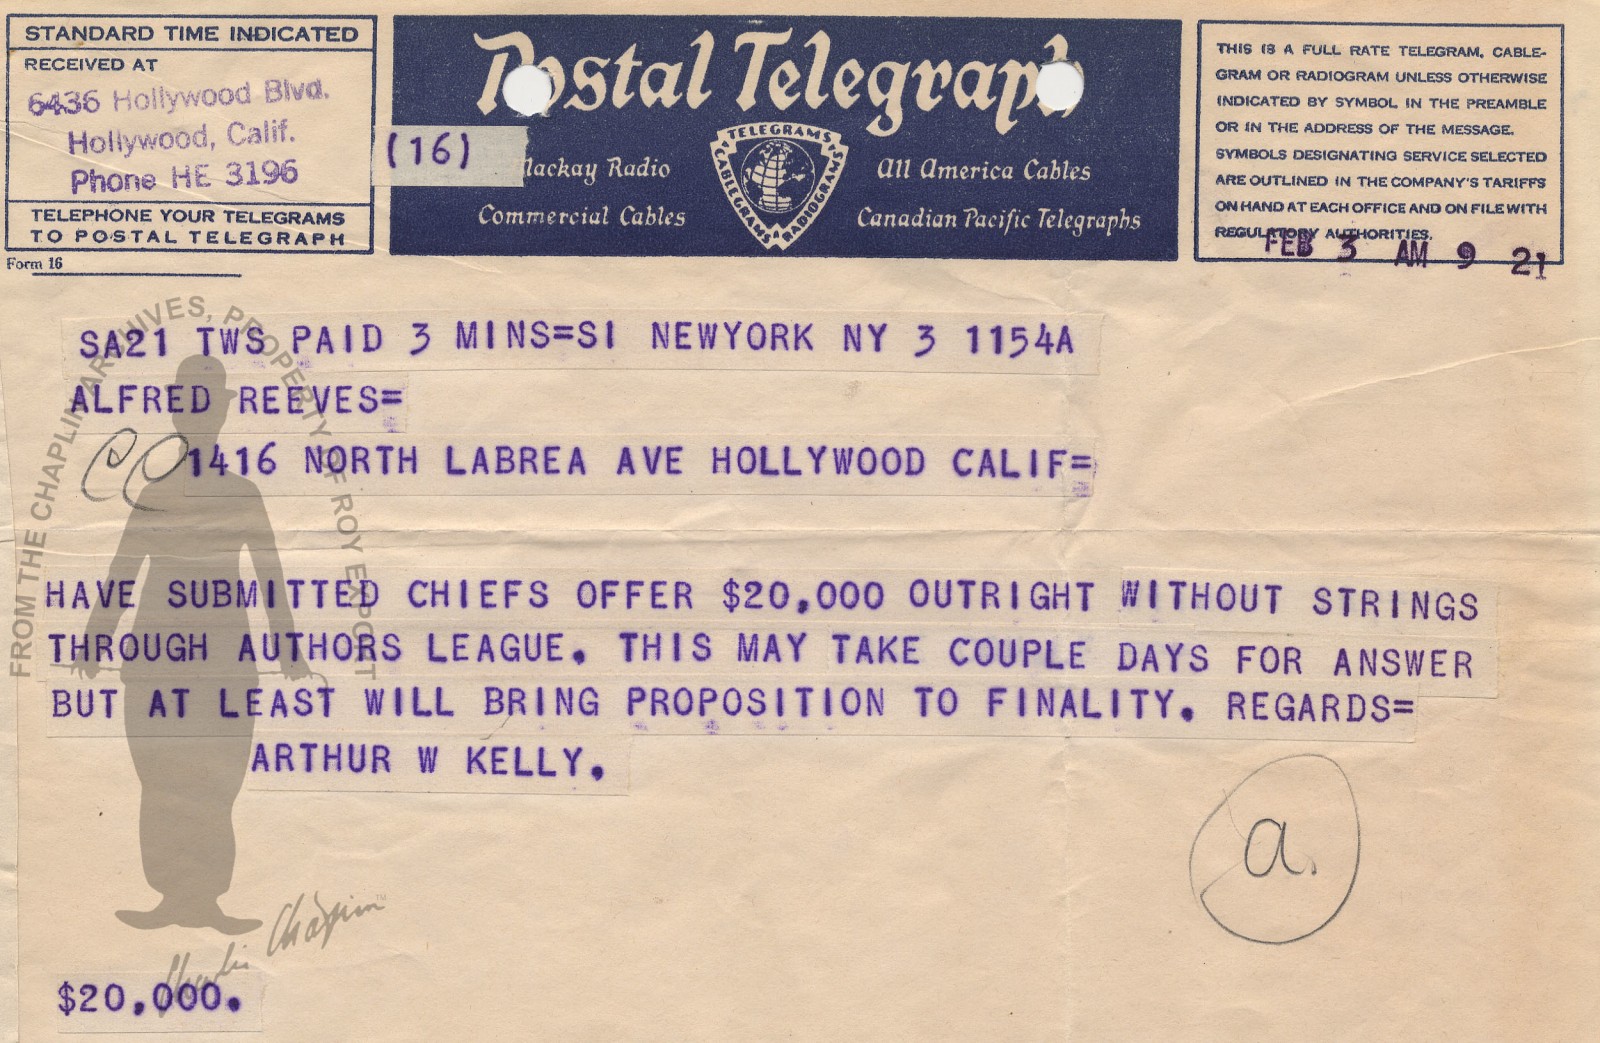 STANDARD TIME INDICATED
RECEIVED AT
6436 Hollywood Blvd.
Hollywood, Calif.
Phone HE 3196
TELEPHONE YOUR TELEGRAMS
TO POSTAL TELEGRAPH
Form 16
(16)
Postal Telegraph
Mackay Radio
Commercial Cables
All America Cables
Canadian Pacific Telegraphs
TELEGRAMS
CABLEGRAMS
RADIOGRAMS
THIS IS A FULL RATE TELEGRAM, CABLE-
GRAM OR RADIOGRAM UNLESS OTHERWISE
INDICATED BY SYMBOL IN THE PREAMBLE
OR IN THE ADDRESS OF THE MESSAGE.
SYMBOLS DESIGNATING SERVICE SELECTED
ARE OUTLINED IN THE COMPANY'S TARIFFS
ON HAND AT EACH OFFICE AND ON FILE WITH
REGULATORY AUTHORITIES.
FEB 3 AM 9 21
SA21 TWS PAID 3 MINS=SI NEWYORK NY 3 1154A
ALFRED REEVES=
CC
1416 NORTH LABREA AVE HOLLYWOOD CALIF=
HAVE SUBMITTED CHIEFS OFFER $20,000 OUTRIGHT WITHOUT STRINGS
THROUGH AUTHORS LEAGUE. THIS MAY TAKE COUPLE DAYS FOR ANSWER
BUT AT LEAST WILL BRING PROPOSITION TO FINALITY. REGARDS=
ARTHUR W KELLY.
a.
$20,000.
FROM THE CHAPLIN ARCHIVES, PROPERTY OF ROY EXPORT
Charlie Chaplin™